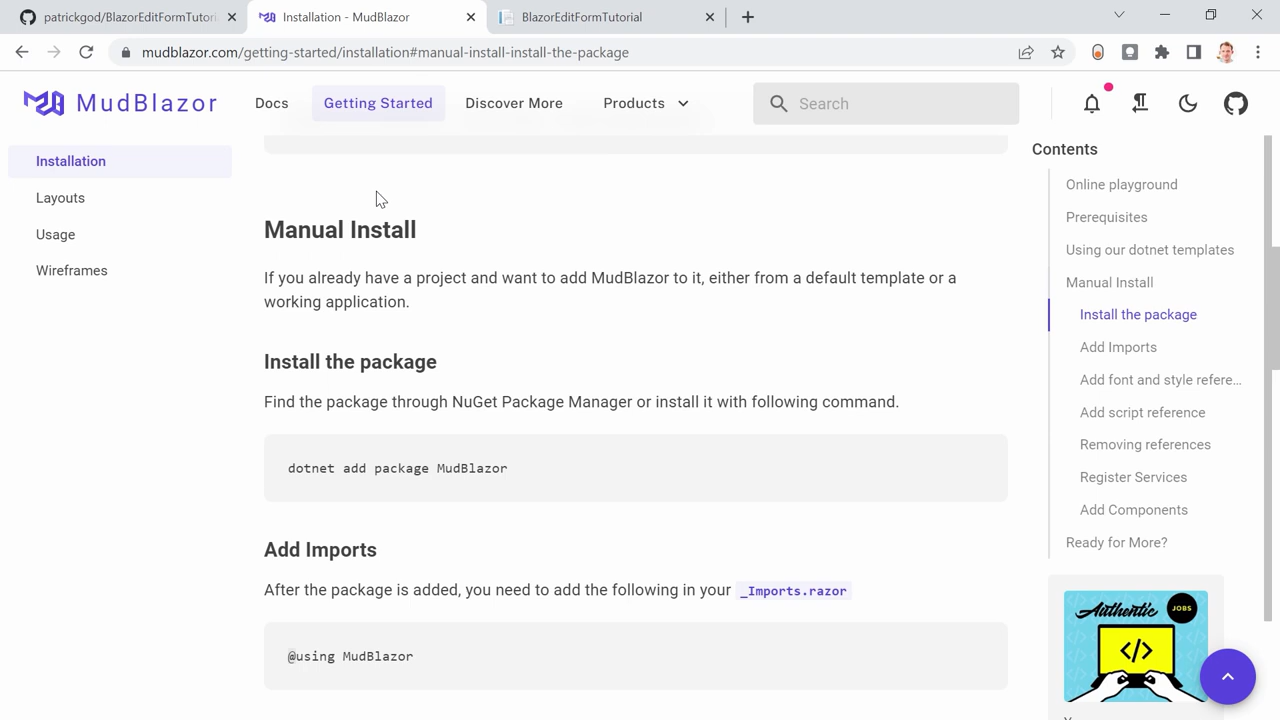 patrickgod/BlazorEditFormTutori
Installation - MudBlazor
BlazorEditFormTutorial
mudblazor.com/getting-started/installation#manual-install-install-the-package
MudBlazor
Docs
Getting Started
Discover More
Products
Search
Installation
Layouts
Usage
Wireframes
Manual Install
If you already have a project and want to add MudBlazor to it, either from a default template or a
working application.
Install the package
Find the package through NuGet Package Manager or install it with following command.
dotnet add package MudBlazor
Add Imports
After the package is added, you need to add the following in your _Imports.razor
@using MudBlazor
Contents
Online playground
Prerequisites
Using our dotnet templates
Manual Install
Install the package
Add Imports
Add font and style refere...
Add script reference
Removing references
Register Services
Add Components
Ready for More?
Authentic
JOBS